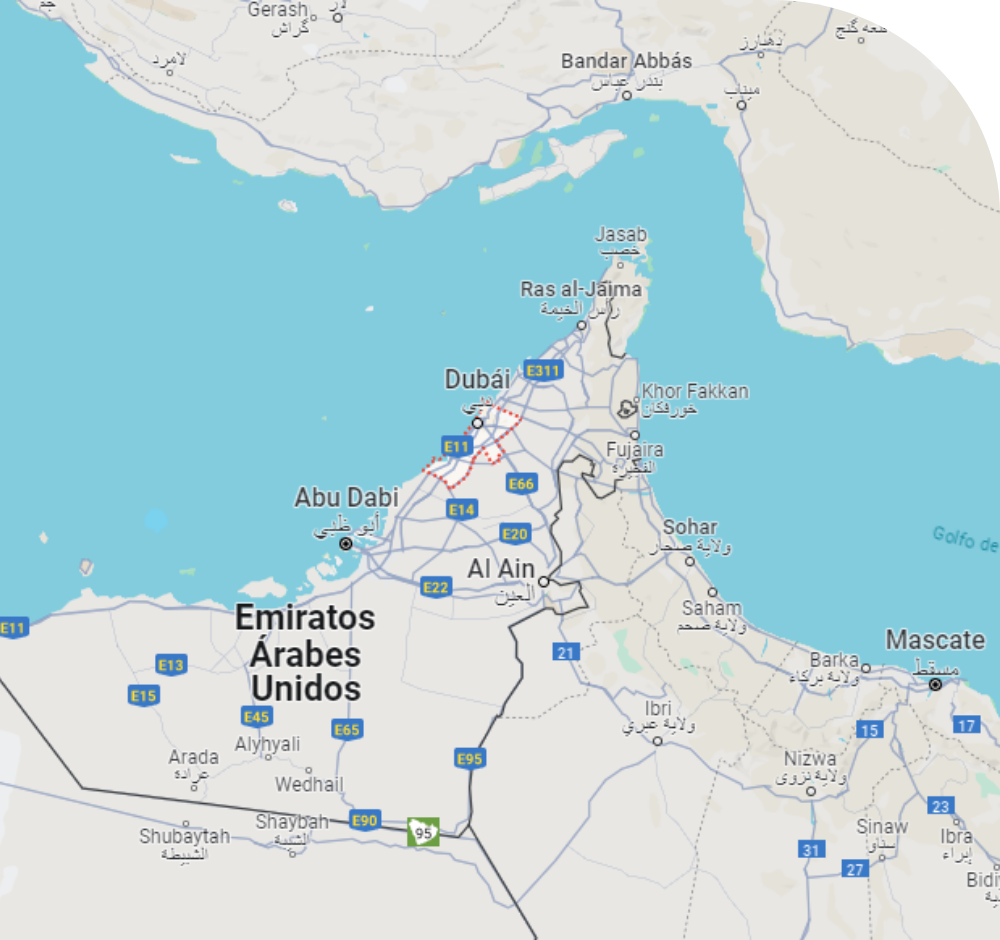 Gerash
گراش
لار
لامرد
Bandar Abbás
بندر عباس
دهبارز
میناب
Jasab
خصب
Ras al-Jaima
رأس الخيمة
E311
Dubái
دبي
Khor Fakkan
خورفكان
E11
Fujaira
الفجيرة
E66
Abu Dabi
أبو ظبي
E14
E20
Sohar
ولاية صحار
Golfo de
Al Ain
العين
E22
Saham
ولاية صحم
Emiratos
Árabes
Unidos
E11
Mascate
مسقط
Barka
ولاية بركاء
21
E13
E15
E45
E65
Ibri
ولاية عبري
15
17
Alyhyali
Arada
عرادة
Wedhail
E95
Nizwa
ولاية نزوى
23
E90
95
Shaybah
الشيبة
Shubaytah
الشبيطة
Sinaw
سناو
Ibra
إبراء
31
27